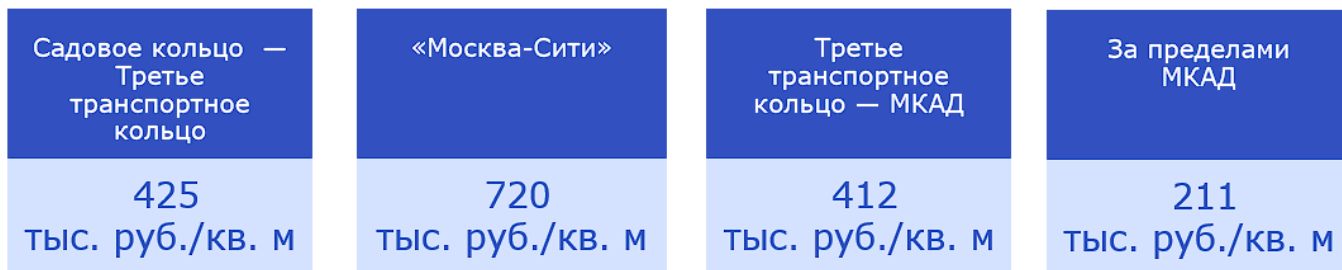 Садовое кольцо —
Третье
транспортное
кольцо
425
тыс. руб./кв. м
«Москва-Сити»
720
тыс. руб./кв. м
Третье
транспортное
кольцо — МКАД
412
тыс. руб./кв. м
За пределами
МКАД
211
тыс. руб./кв. м